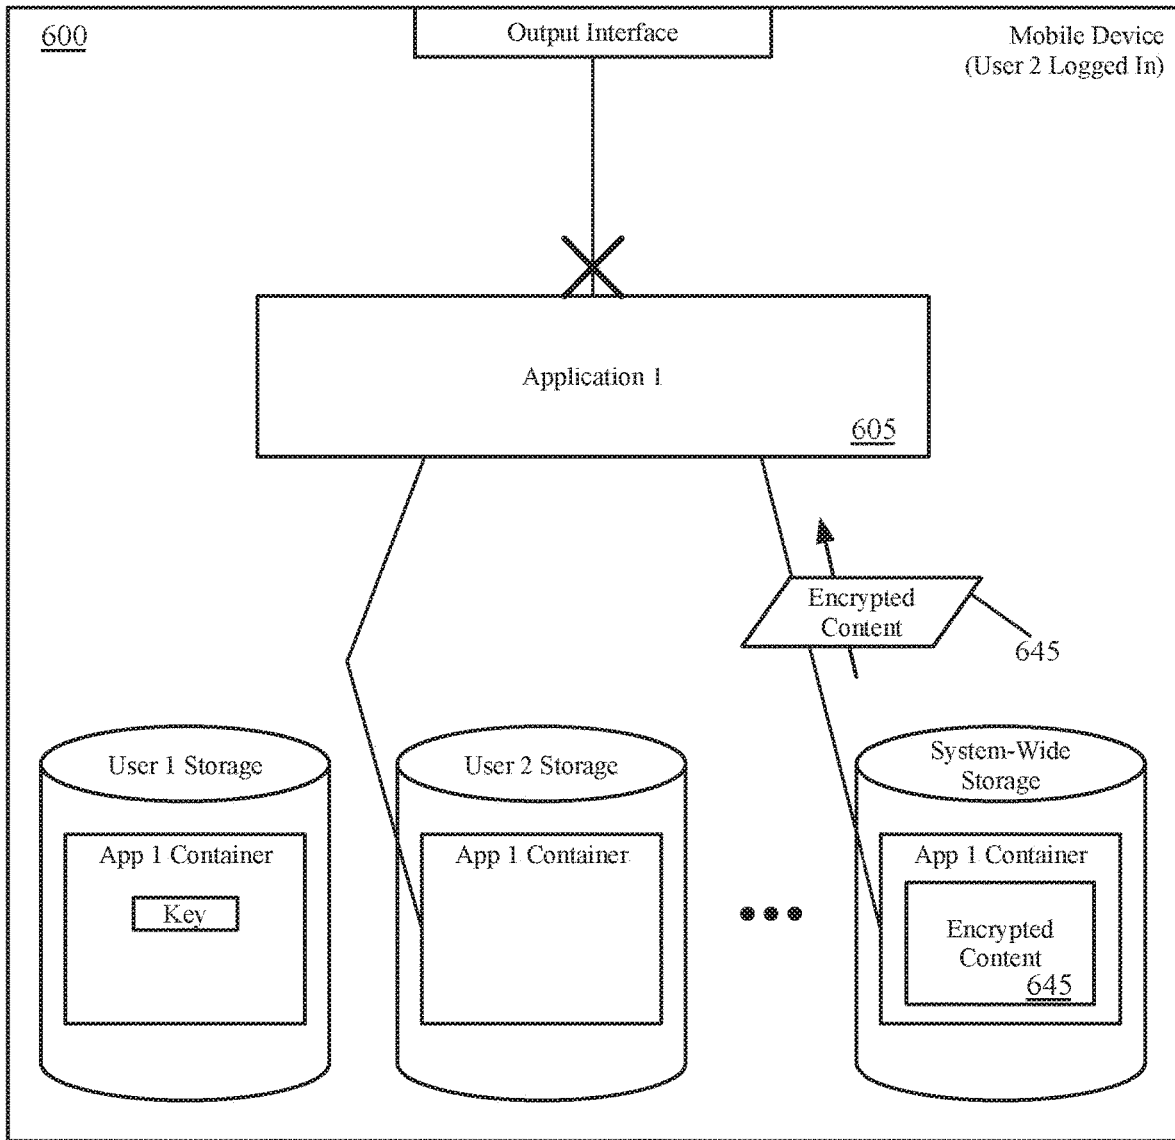 600
Output Interface
Mobile Device
(User 2 Logged In)
Application 1
605
Encrypted
Content
645
User 1 Storage
User 2 Storage
System-Wide
Storage
App 1 Container
Key
App 1 Container
App 1 Container
Encrypted
Content
645